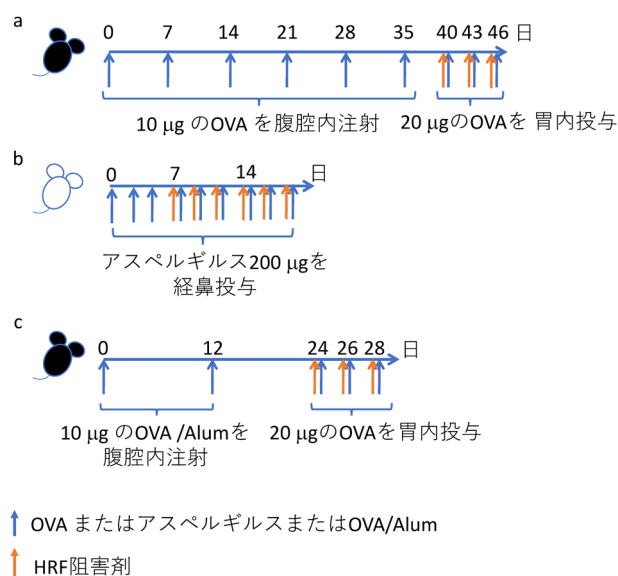 a
0 7 14 21 28 35 40 43 46 日
10 μg のOVA を腹腔内注射 20 μgのOVAを 胃内投与
b
0 7 14 日
アスペルギルス200 μgを
経鼻投与
c
0 12 24 26 28 日
10 μg のOVA /Alumを 20 μgのOVAを胃内投与
腹腔内注射
OVA またはアスペルギルスまたはOVA/Alum
HRF阻害剤